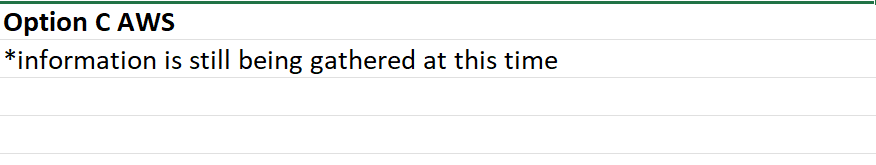 Option C AWS
*information is still being gathered at this time